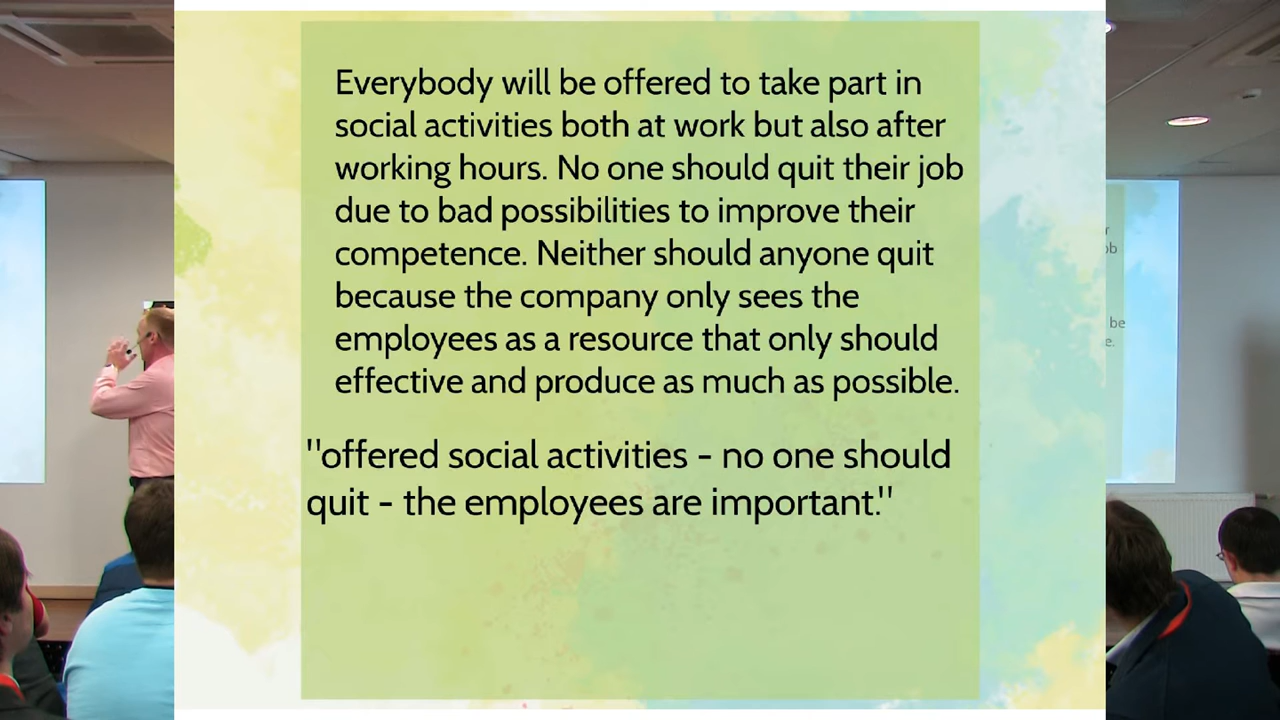 Everybody will be offered to take part in
social activities both at work but also after
working hours. No one should quit their job
due to bad possibilities to improve their
competence. Neither should anyone quit
because the company only sees the
employees as a resource that only should
effective and produce as much as possible.
"offered social activities - no one should
quit - the employees are important."
r
ob
be
e.